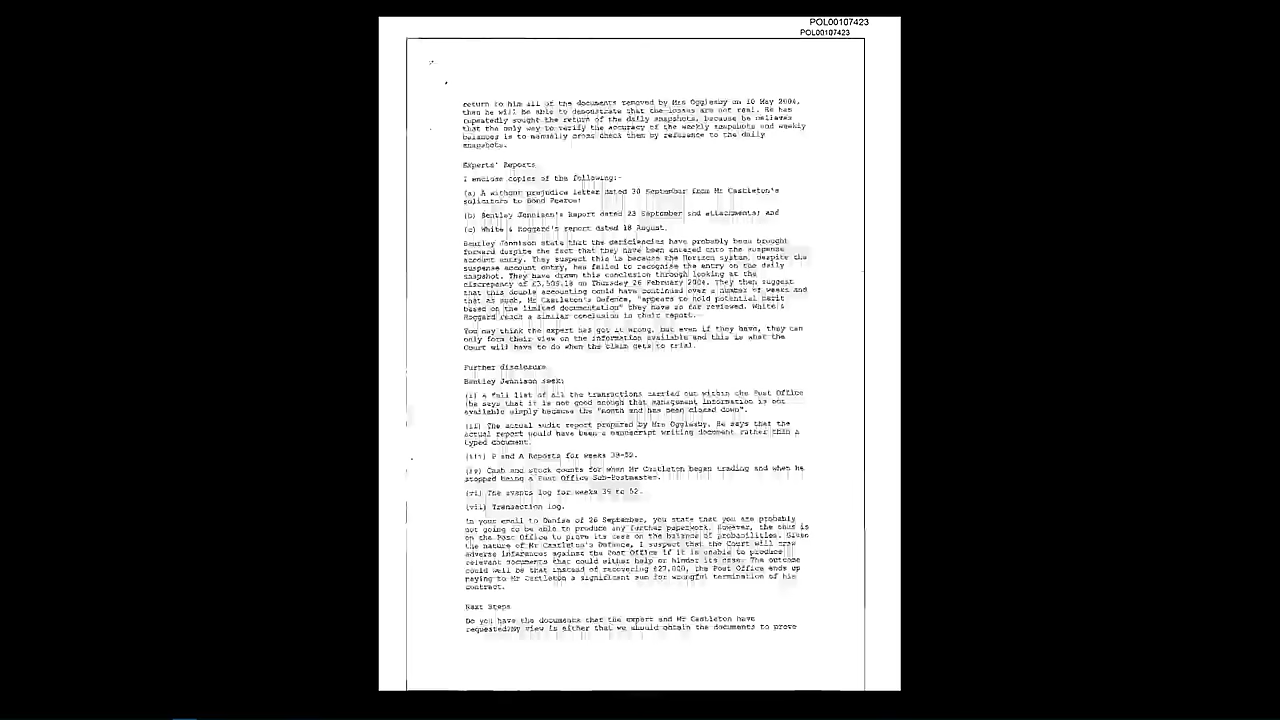 POL00107423
POL00107423
return to him all of the documents removed by Mrs Ogglesby on 10 May 2004,
then he will be able to demonstrate that the losses are not real. He has
repeatedly sought the return of the daily snapshots, because he believes
that the only way to verify the accuracy of the weekly snapshots and weekly
balances is to manually cross check them by reference to the daily
snapshots.
Experts' Reports
I enclose copies of the following:-
(a) A without prejudice letter dated 30 September from Mr Castleton's
solicitors to Bond Pearce;
(b) Bentley Jennison's Report dated 23 September and attachments; and
(c) White & Hoggard's report dated 18 August.
Bentley Jennison state that the deficiencies have probably been brought
forward despite the fact that they have been entered onto the suspense
account entry. They suspect this is because the Horizon system, despite the
suspense account entry, has failed to recognise the entry on the daily
snapshot. They have drawn this conclusion through looking at the
discrepancy of £3,509.18 on Thursday 26 February 2004. They then suggest
that this double accounting could have continued over a number of weeks and
that as such, Mr Castleton's Defence, "appears to hold potential merit
based on the limited documentation" they have so far reviewed. White &
Hoggard reach a similar conclusion in their report.
You may think the expert has got it wrong, but even if they have, they can
only form their view on the information available and this is what the
Court will have to do when the claim gets to trial.
Further disclosure
Bentley Jennison seek:
(i) A full list of all the transactions carried out within the Post Office
(he says that it is not good enough that management information is not
available simply because the "month end has been closed down".
(ii) The actual audit report prepared by Mrs Ogglesby. He says that the
actual report would have been a manuscript writing document rather than a
typed document.
(iii) P and A Reports for weeks 39-52.
(iv) Cash and stock counts for when Mr Castleton began trading and when he
stopped being a Post Office Sub-Postmaster.
(vi) The events log for weeks 39 to 52.
(vii) Transaction log.
In your email to Denise of 26 September, you state that you are probably
not going to be able to produce any further paperwork. However, the onus is
on the Post Office to prove its case on the balance of probabilities. Given
the nature of Mr Castleton's Defence, I suspect that the Court will draw
adverse inferences against the Post Office if it is unable to produce
relevant documents that could either help or hinder its case. The outcome
could well be that instead of recovering £27,000, the Post Office ends up
paying to Mr Castleton a significant sum for wrongful termination of his
contract.
Next Steps
Do you have the documents that the expert and Mr Castleton have
requested?My view is either that we should obtain the documents to prove